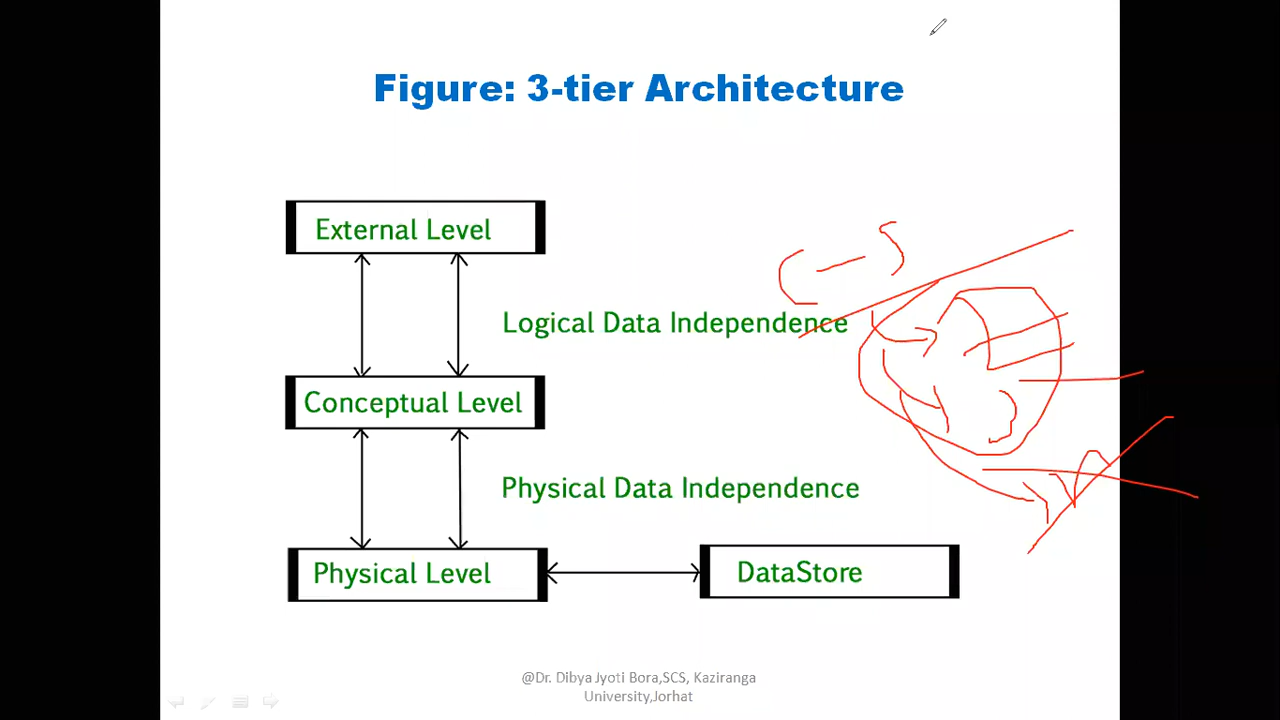 Figure: 3-tier Architecture
External Level
C-S
Logical Data Independence
Conceptual Level
Physical Data Independence
Physical Level
DataStore
@Dr. Dibya Jyoti Bora,SCS, Kaziranga
University,Jorhat